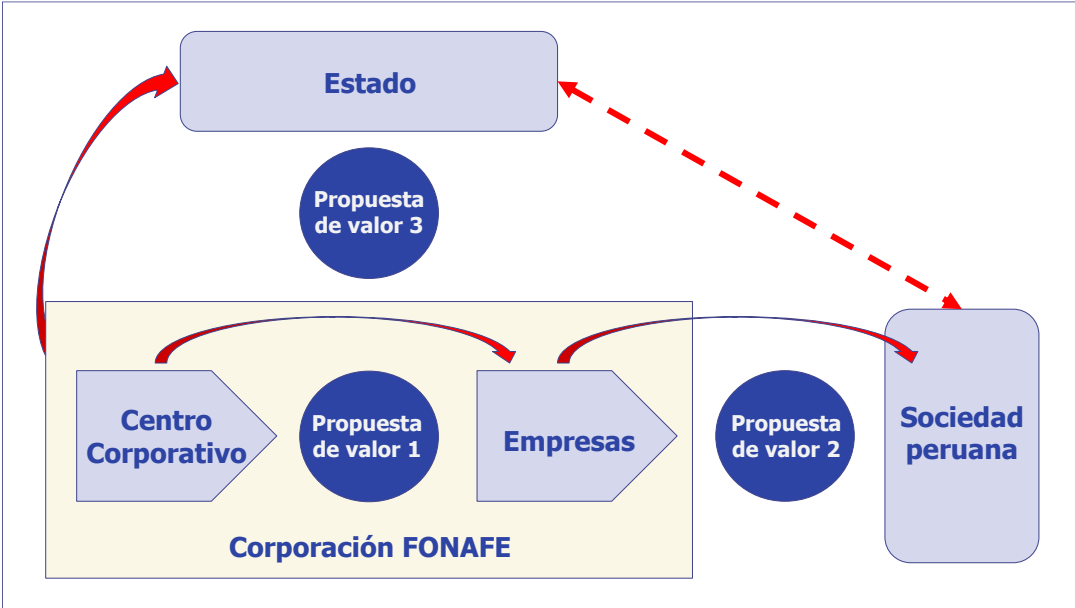 Estado
Propuesta
de valor 3
Centro
Corporativo
Propuesta
de valor 1
Empresas
Propuesta
de valor 2
Sociedad
peruana
Corporación FONAFE